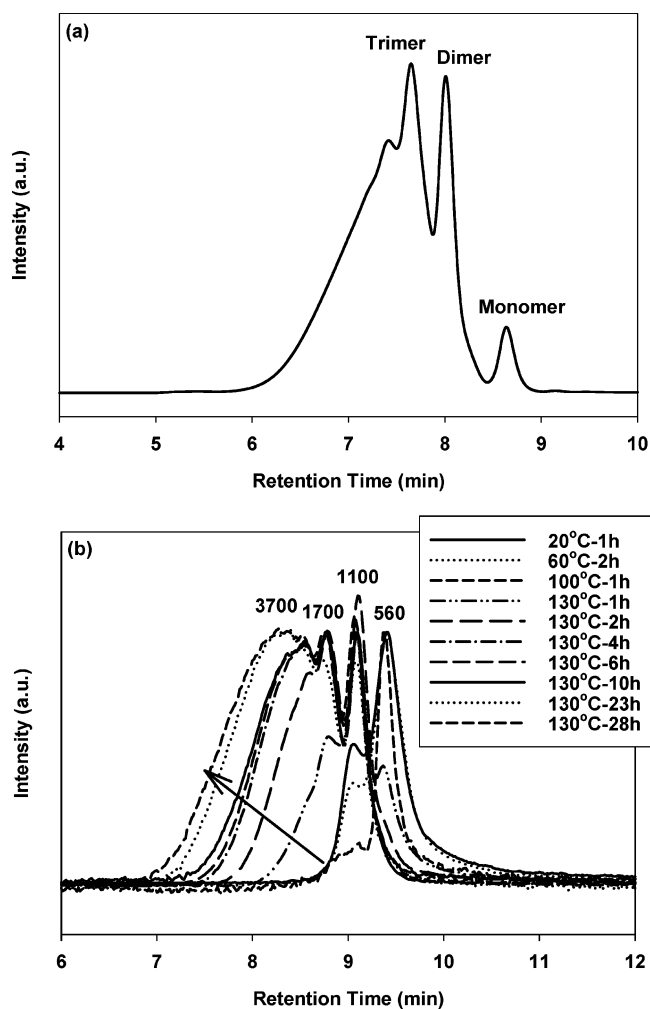 (a)
Trimer
Dimer
Monomer
Intensity (a.u.)
4 5 6 7 8 9 10
Retention Time (min)
(b)
3700
1700
1100
560
20°C-1h
60°C-2h
100°C-1h
130°C-1h
130°C-2h
130°C-4h
130°C-6h
130°C-10h
130°C-23h
130°C-28h
Intensity (a.u.)
6 7 8 9 10 11 12
Retention Time (min)